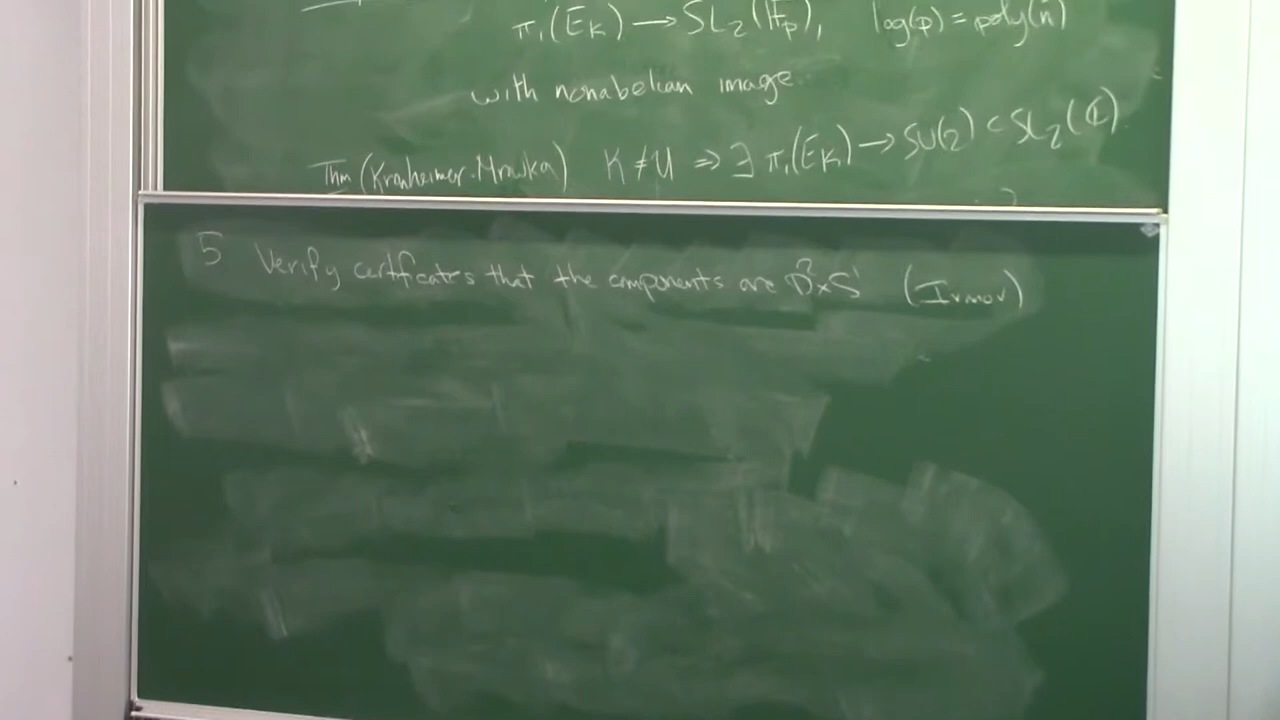 π₁(E_K) → SL₂(F_p), log(p) = poly(n)
with nonabelian image.
Thm (Kronheimer-Mrowka) K ≠ U ⇒ ∃ π₁(E_K) → SU(2) ⊂ SL₂(ℂ).
5 Verify certificates that the components are D²×S¹ (Ivanov)